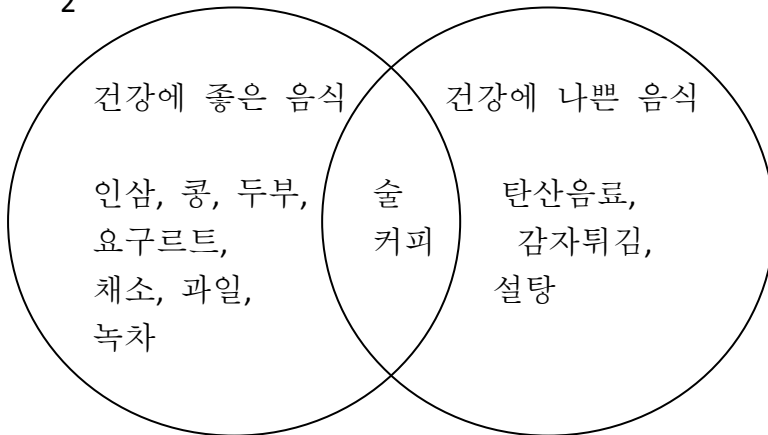 2
건강에 좋은 음식
인삼, 콩, 두부,
요구르트,
채소, 과일,
녹차
술
커피
건강에 나쁜 음식
탄산음료,
감자튀김,
설탕